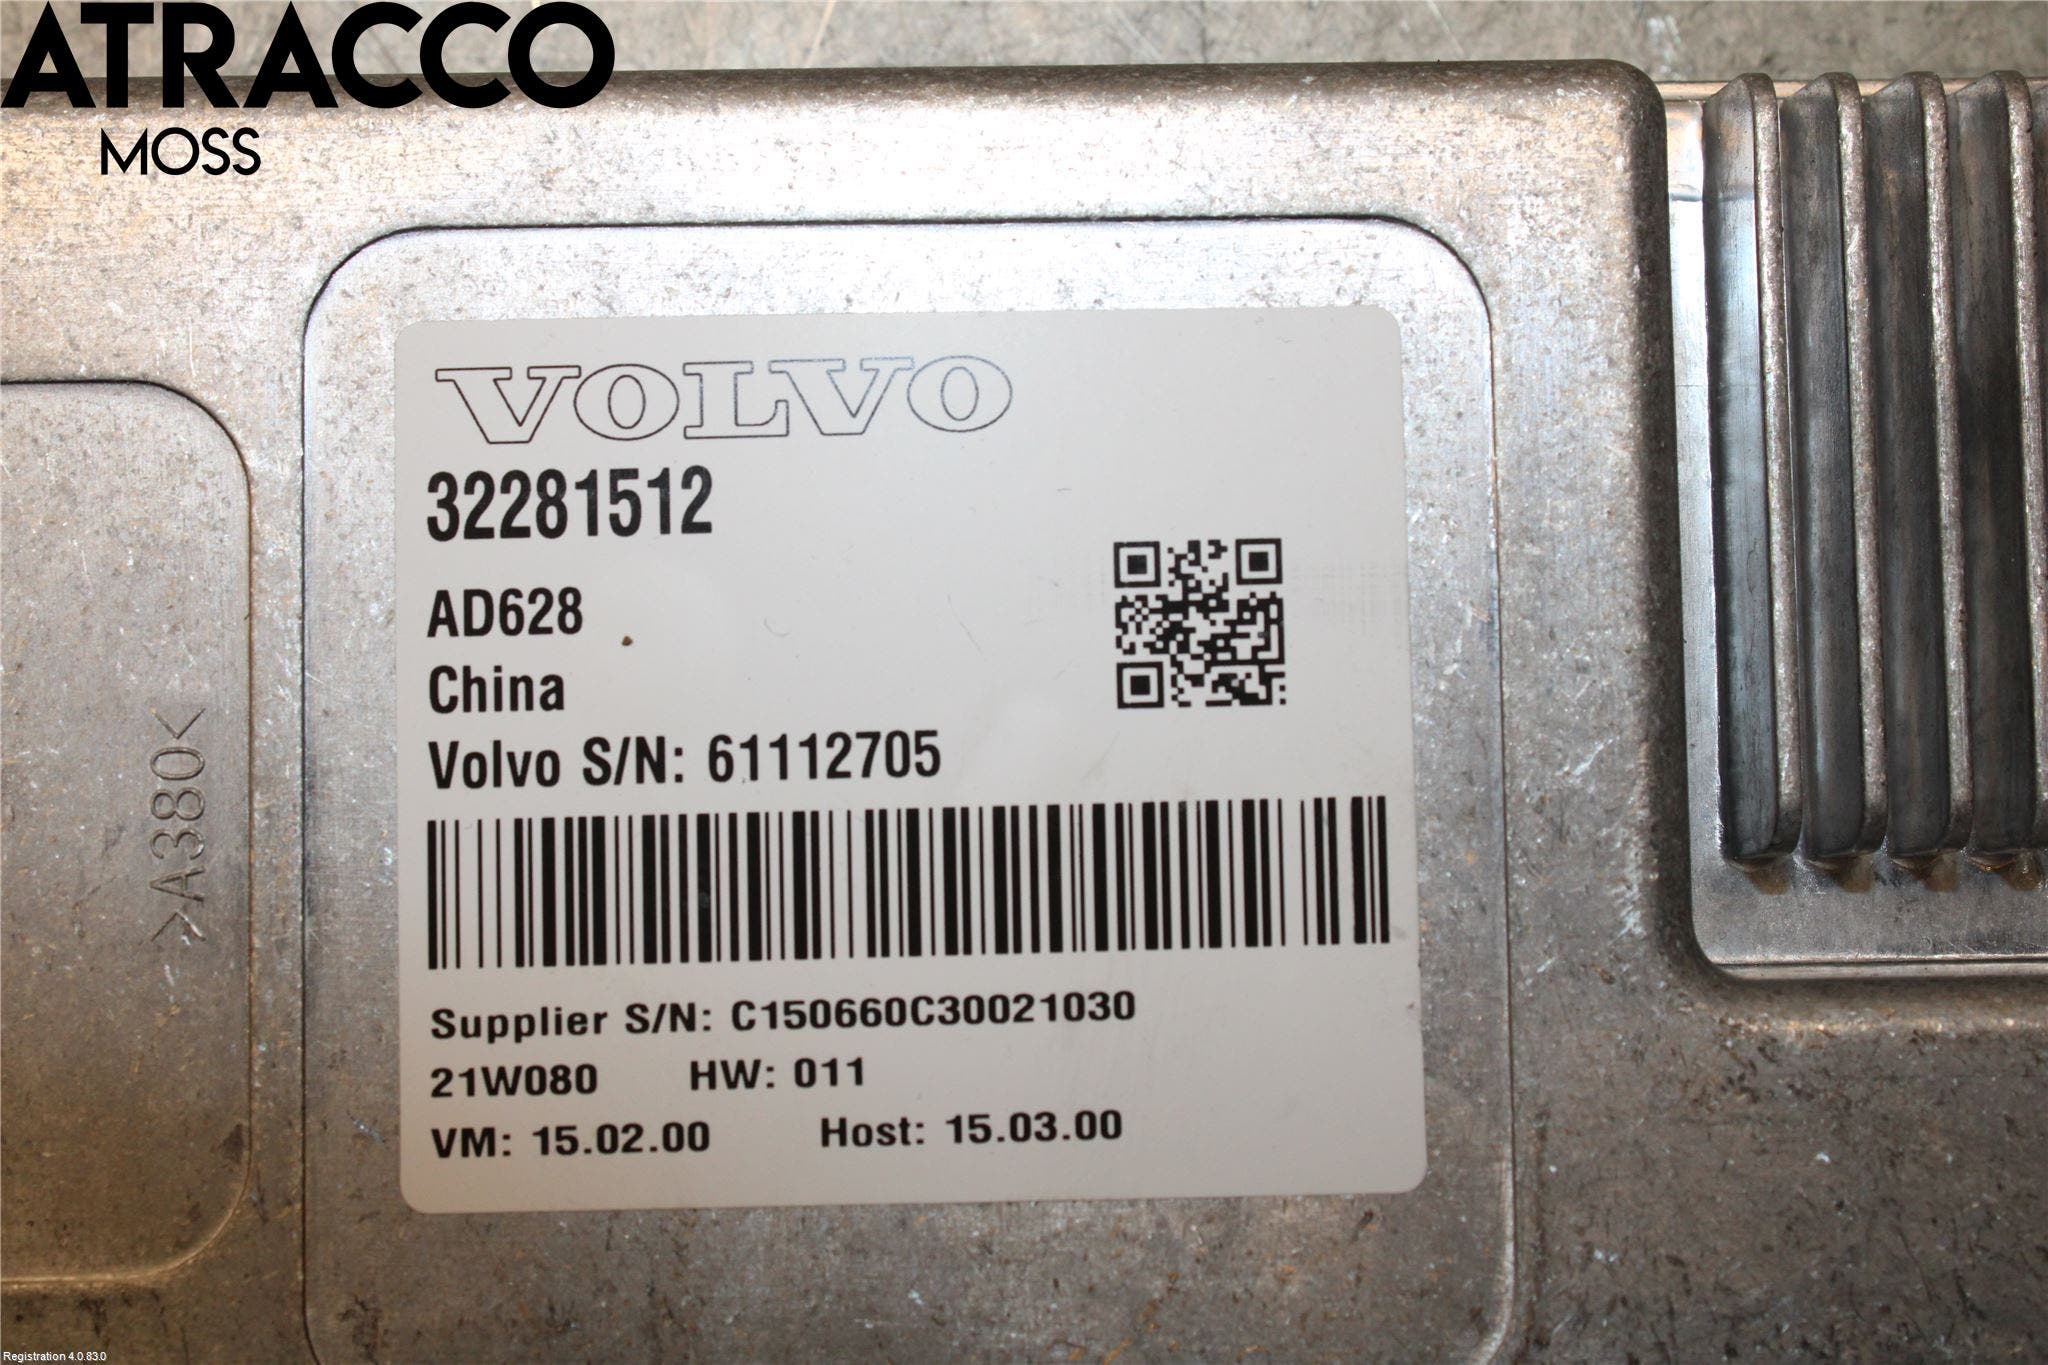 ATRACCO
MOSS
VOLVO
32281512
AD628
China
Volvo S/N: 61112705
>A380<
Supplier S/N: C150660C30021030
21W080 HW: 011
VM: 15.02.00 Host: 15.03.00
Registration 4.0.83.0